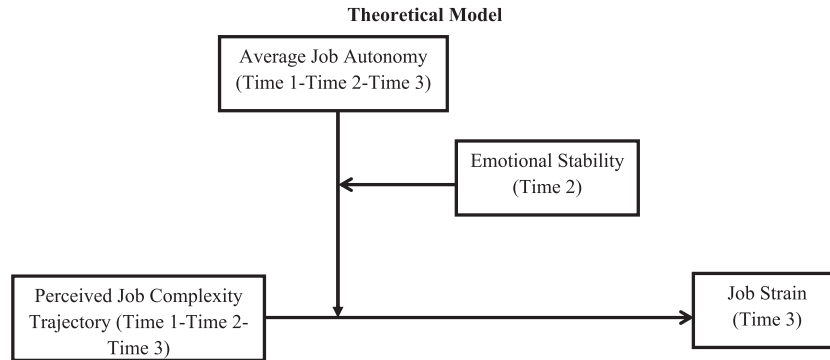 Theoretical Model
Average Job Autonomy
(Time 1-Time 2-Time 3)
Emotional Stability
(Time 2)
Perceived Job Complexity
Trajectory (Time 1-Time 2-
Time 3)
Job Strain
(Time 3)